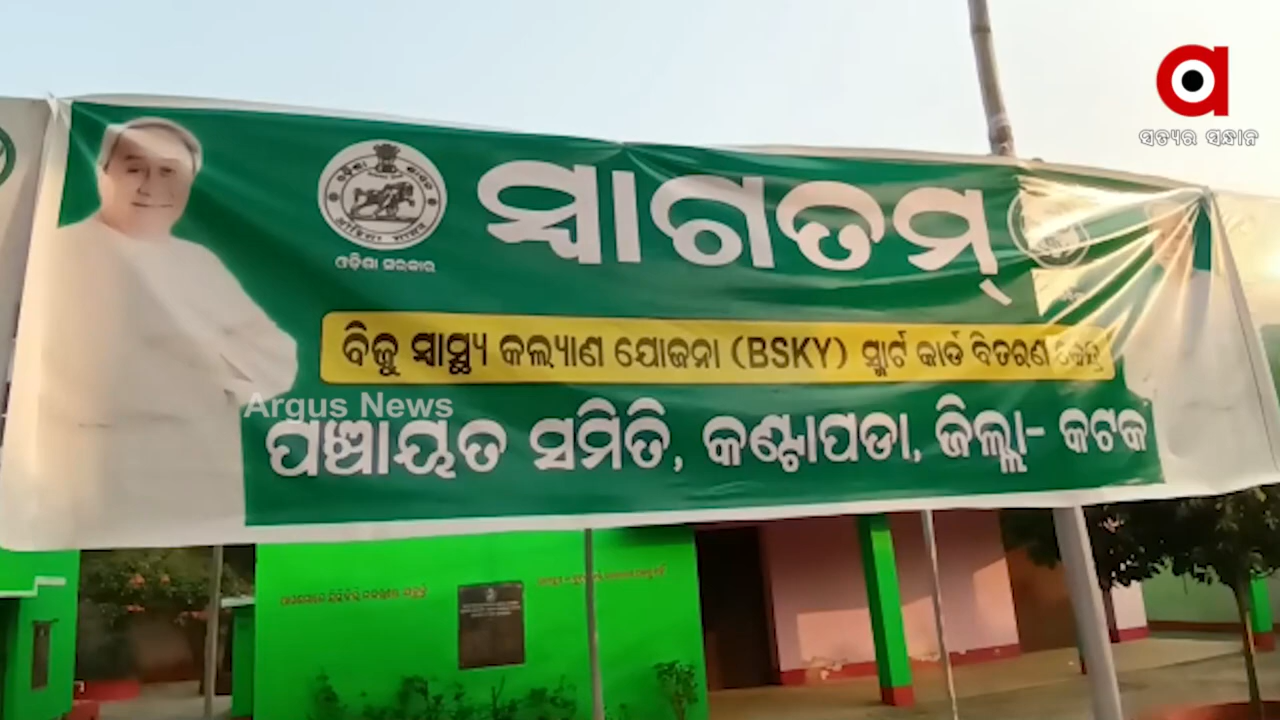 ସତ୍ୟର ସନ୍ଧାନ
ସ୍ୱାଗତମ୍
ଓଡ଼ିଶା ସରକାର
ବିଜୁ ସ୍ୱାସ୍ଥ୍ୟ କଲ୍ୟାଣ ଯୋଜନା (BSKY) ସ୍ମାର୍ଟ କାର୍ଡ ବିତରଣ
Argus News
ପଞ୍ଚାୟତ ସମିତି, କଣ୍ଟାପଡା, ଜିଲ୍ଲା- କଟକ